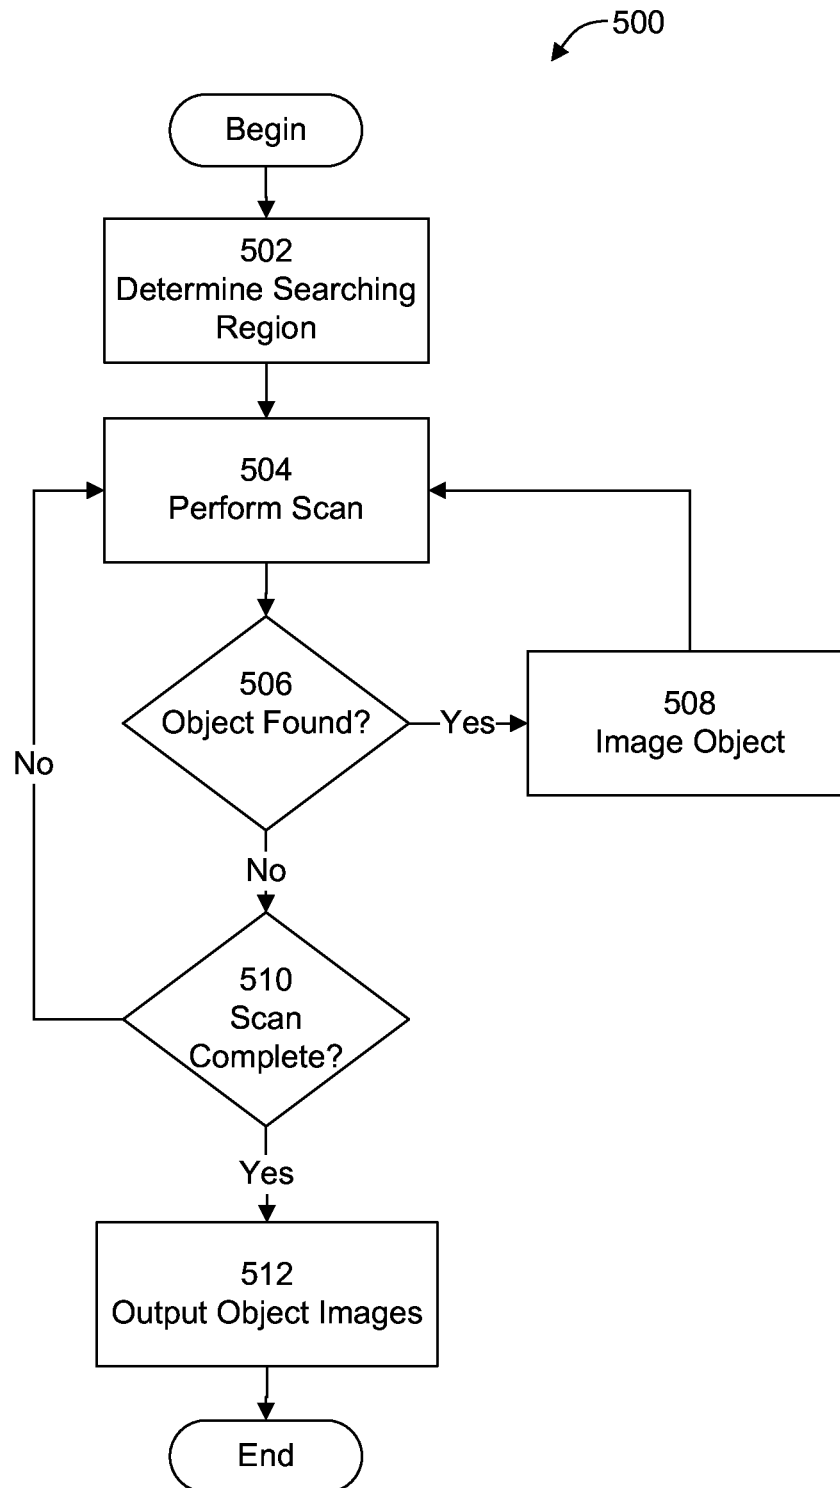 500
Begin
502
Determine Searching
Region
504
Perform Scan
506
Object Found?
Yes
508
Image Object
No
No
510
Scan
Complete?
Yes
512
Output Object Images
End